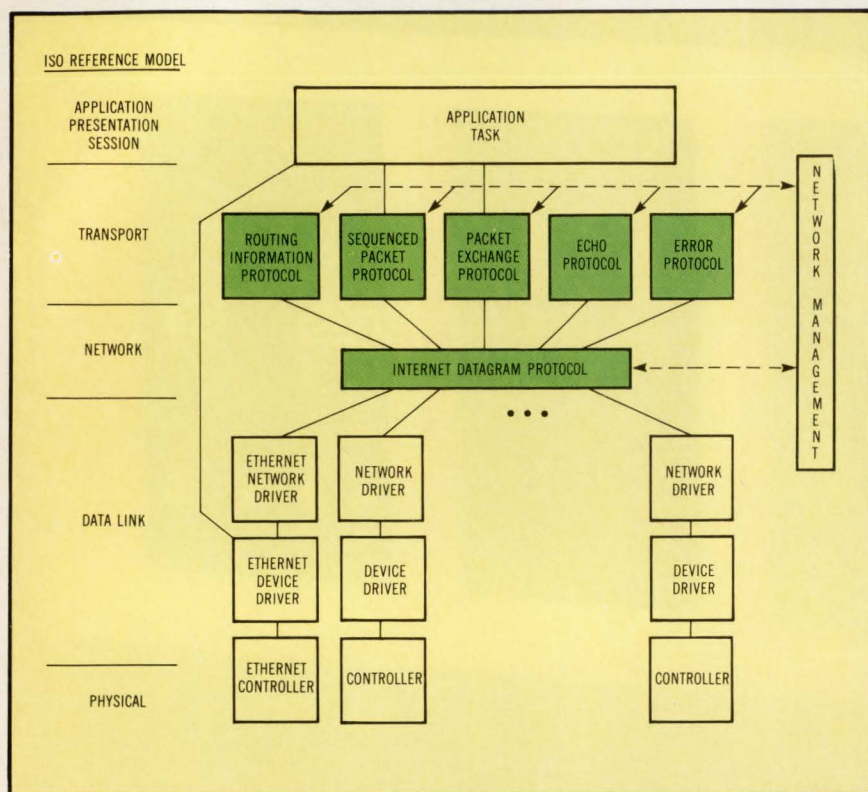 ISO REFERENCE MODEL
APPLICATION
PRESENTATION
SESSION
APPLICATION
TASK
TRANSPORT
ROUTING
INFORMATION
PROTOCOL
SEQUENCED
PACKET
PROTOCOL
PACKET
EXCHANGE
PROTOCOL
ECHO
PROTOCOL
ERROR
PROTOCOL
NETWORK MANAGEMENT
NETWORK
INTERNET DATAGRAM PROTOCOL
• • •
DATA LINK
ETHERNET
NETWORK
DRIVER
NETWORK
DRIVER
NETWORK
DRIVER
ETHERNET
DEVICE
DRIVER
DEVICE
DRIVER
DEVICE
DRIVER
PHYSICAL
ETHERNET
CONTROLLER
CONTROLLER
CONTROLLER